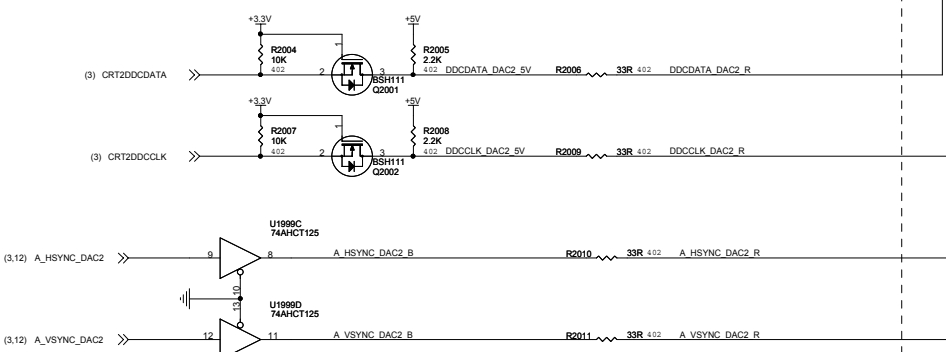 +3.3V
+5V
R2004
10K
402
1
R2005
2.2K
402
(3) CRT2DDCDATA
2
3
BSH111
Q2001
DDCDATA_DAC2_5V
R2006
33R 402
DDCDATA_DAC2_R
+3.3V
+5V
R2007
10K
402
1
R2008
2.2K
402
(3) CRT2DDCCLK
2
3
BSH111
Q2002
DDCCLK_DAC2_5V
R2009
33R 402
DDCCLK_DAC2_R
U1999C
74AHCT125
(3,12) A_HSYNC_DAC2
9
8
10
A_HSYNC_DAC2_B
R2010
33R 402
A_HSYNC_DAC2_R
U1999D
74AHCT125
13
(3,12) A_VSYNC_DAC2
12
11
A_VSYNC_DAC2_B
R2011
33R 402
A_VSYNC_DAC2_R